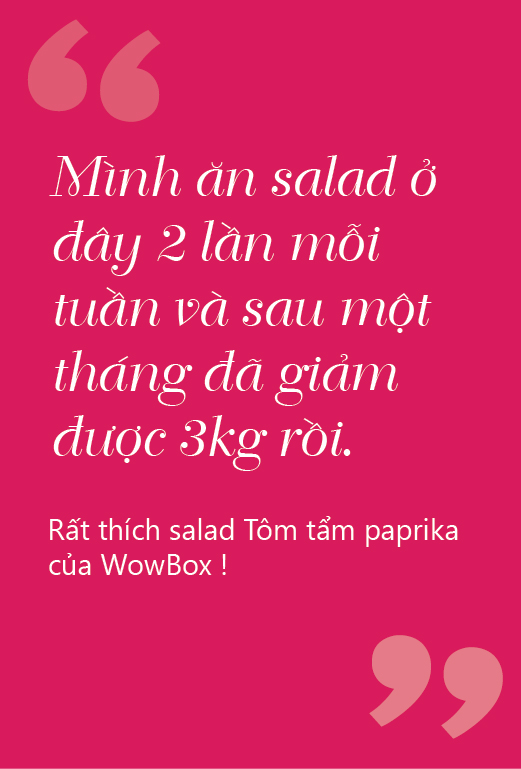 Mình ăn salad ở
đây 2 lần mỗi
tuần và sau một
tháng đã giảm
được 3kg rồi.
Rất thích salad Tôm tẩm paprika
của WowBox !